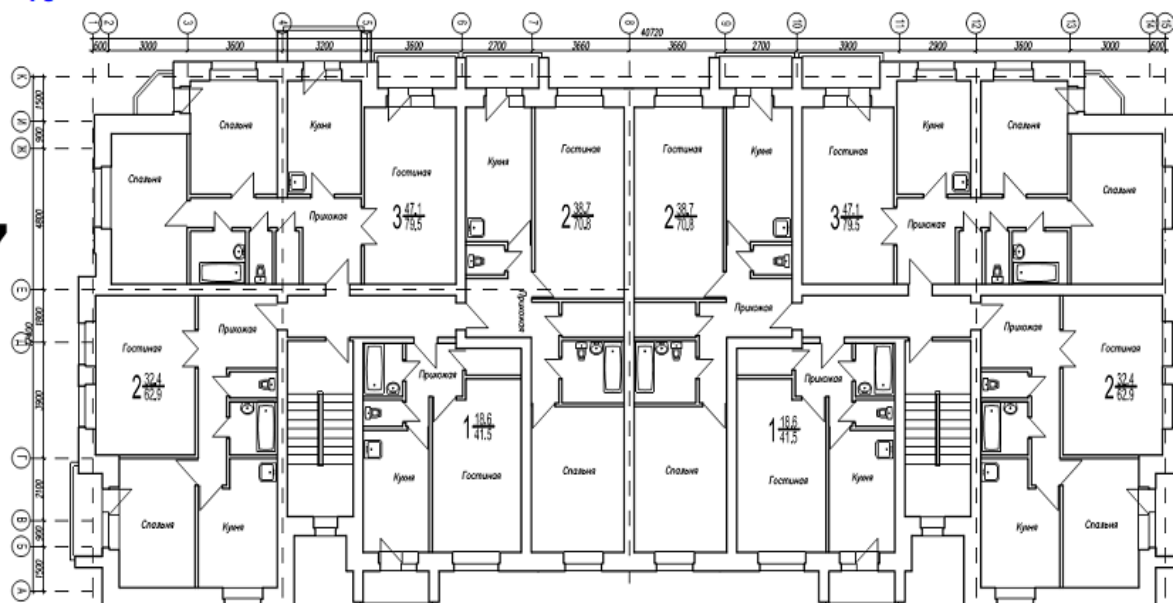 1 2 3 4 5 6 7 8 9 10 11 12 13 14 15
40720
600 3000 3600 3200 3600 2700 3660 3660 2700 3900 2900 3600 3000 600
К
1500
И
900
Ж
4800
Е
1800
Д
3900
Г
2100
В
900
Б
1500
А
7
Спальня Кухня Кухня Спальня
Гостиная Гостиная
Кухня Гостиная Гостиная Кухня
Спальня Спальня
3 47.1 79.5
2 38.7 70.8
2 38.7 70.8
3 47.1 79.5
Прихожая Прихожая
Прихожая Прихожая
Прихожая Прихожая
Гостиная Гостиная
2 32.4 62.9
2 32.4 62.9
Прихожая Прихожая
1 18.6 41.5
1 18.6 41.5
Кухня Гостиная Спальня Спальня Гостиная Кухня
Спальня Кухня Кухня Спальня